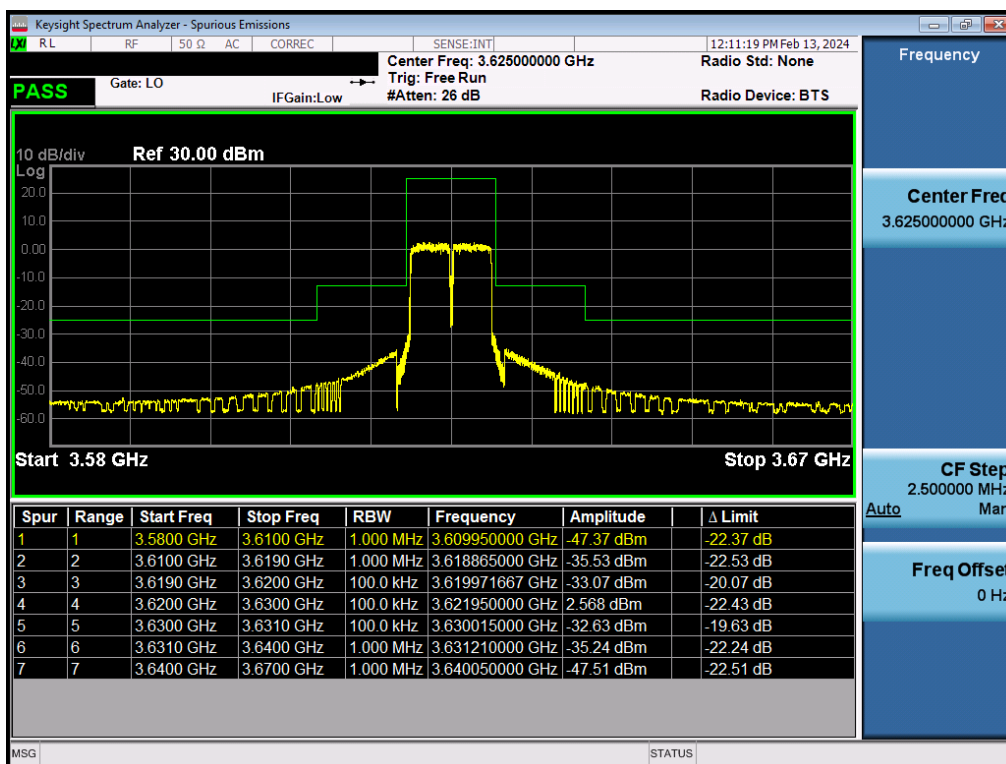 Keysight Spectrum Analyzer - Spurious Emissions
LXI RL RF 50 Ω AC CORREC SENSE:INT 12:11:19 PM Feb 13, 2024
Center Freq: 3.625000000 GHz Radio Std: None
Trig: Free Run
PASS Gate: LO IFGain:Low #Atten: 26 dB Radio Device: BTS
10 dB/div Ref 30.00 dBm
Log
20.0
10.0
0.00
-10.0
-20.0
-30.0
-40.0
-50.0
-60.0
Start 3.58 GHz Stop 3.67 GHz
Spur Range Start Freq Stop Freq RBW Frequency Amplitude Δ Limit
1 1 3.5800 GHz 3.6100 GHz 1.000 MHz 3.609950000 GHz -47.37 dBm -22.37 dB
2 2 3.6100 GHz 3.6190 GHz 1.000 MHz 3.618865000 GHz -35.53 dBm -22.53 dB
3 3 3.6190 GHz 3.6200 GHz 100.0 kHz 3.619971667 GHz -33.07 dBm -20.07 dB
4 4 3.6200 GHz 3.6300 GHz 100.0 kHz 3.621950000 GHz 2.568 dBm -22.43 dB
5 5 3.6300 GHz 3.6310 GHz 100.0 kHz 3.630015000 GHz -32.63 dBm -19.63 dB
6 6 3.6310 GHz 3.6400 GHz 1.000 MHz 3.631210000 GHz -35.24 dBm -22.24 dB
7 7 3.6400 GHz 3.6700 GHz 1.000 MHz 3.640050000 GHz -47.51 dBm -22.51 dB
MSG STATUS
Frequency
Center Freq
3.625000000 GHz
CF Step
2.500000 MHz
Auto Man
Freq Offset
0 Hz